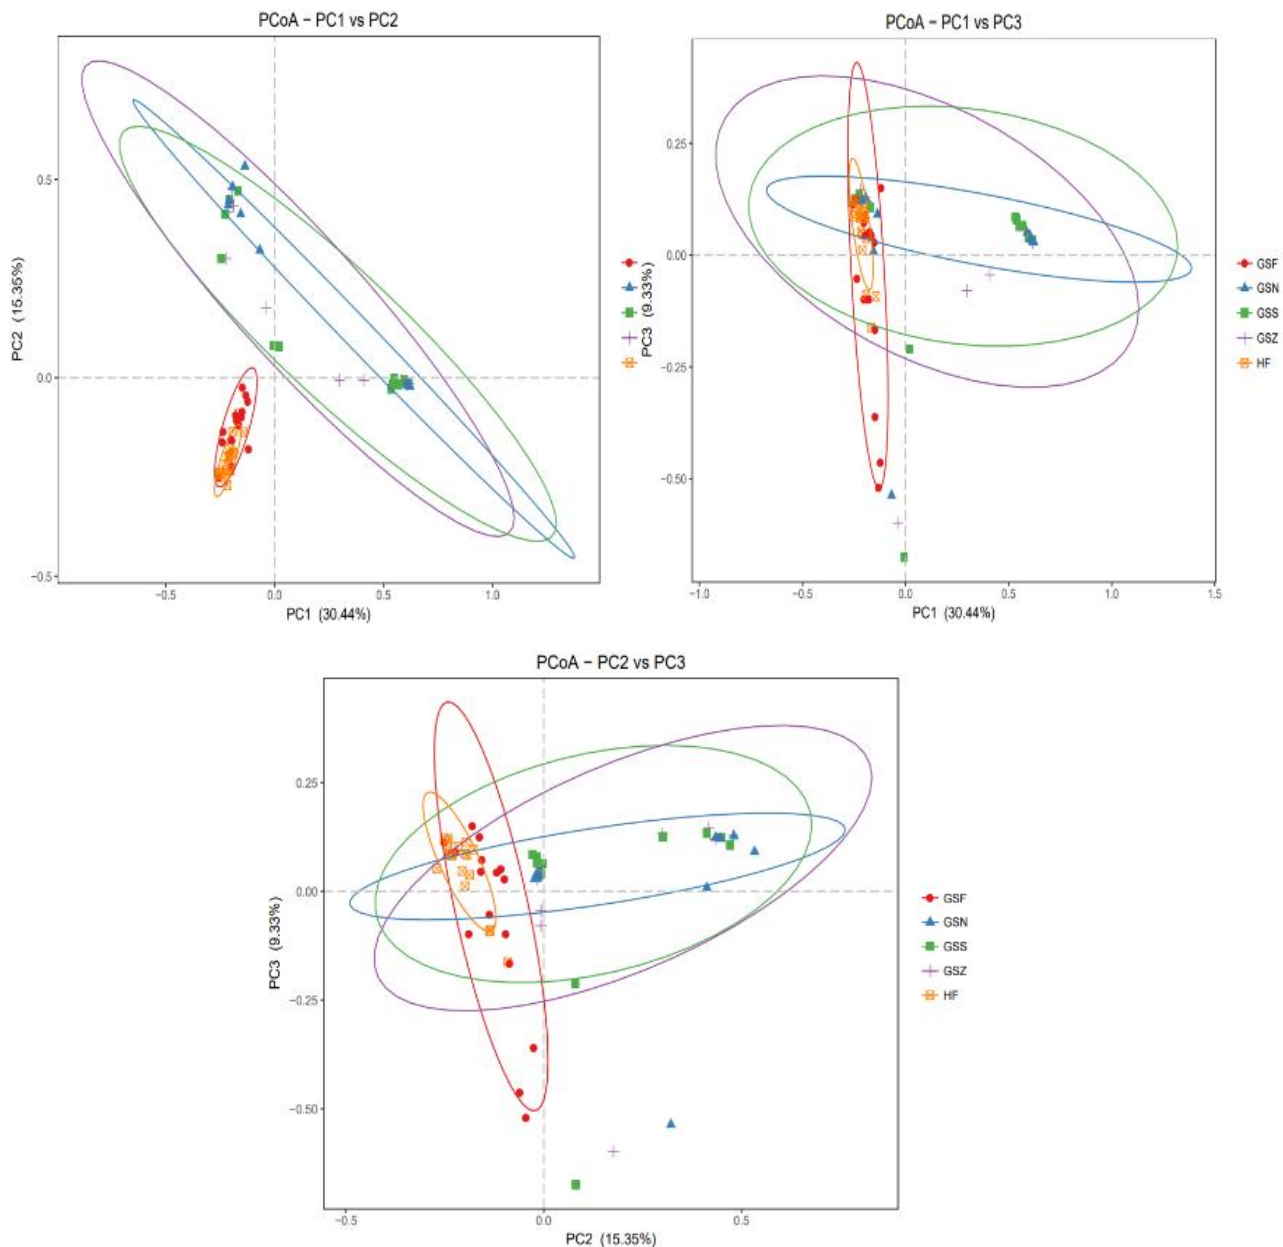 PCoA − PC1 vs PC2
PC2 (15.35%)
0.5
0.0
−0.5
−0.5
0.0
0.5
1.0
PC1 (30.44%)
PCoA − PC1 vs PC3
PC3 (9.33%)
0.25
0.00
−0.25
−0.50
−1.0
−0.5
0.0
0.5
1.0
1.5
PC1 (30.44%)
GSF
GSN
GSS
GSZ
HF
PCoA − PC2 vs PC3
PC3 (9.33%)
0.25
0.00
−0.25
−0.50
−0.5
0.0
0.5
PC2 (15.35%)
GSF
GSN
GSS
GSZ
HF